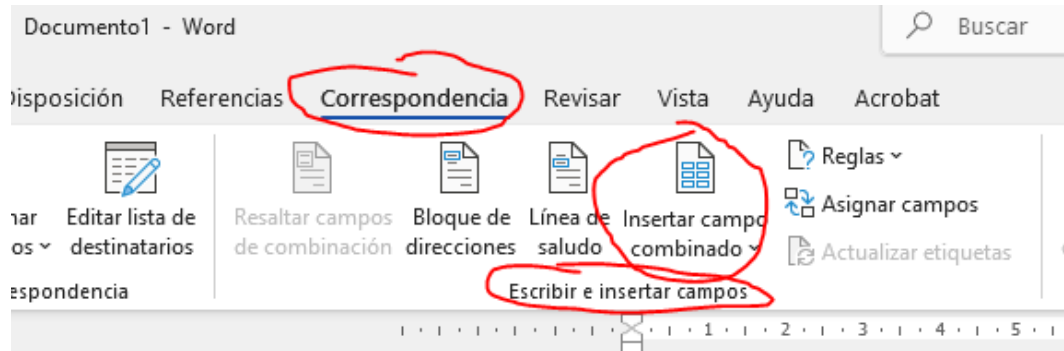 Documento1 - Word
Buscar
Disposición Referencias Correspondencia Revisar Vista Ayuda Acrobat
Editar lista de destinatarios
Resaltar campos de combinación
Bloque de direcciones
Línea de saludo
Insertar campo combinado
Reglas
Asignar campos
Actualizar etiquetas
Escribir e insertar campos
1 2 3 4 5